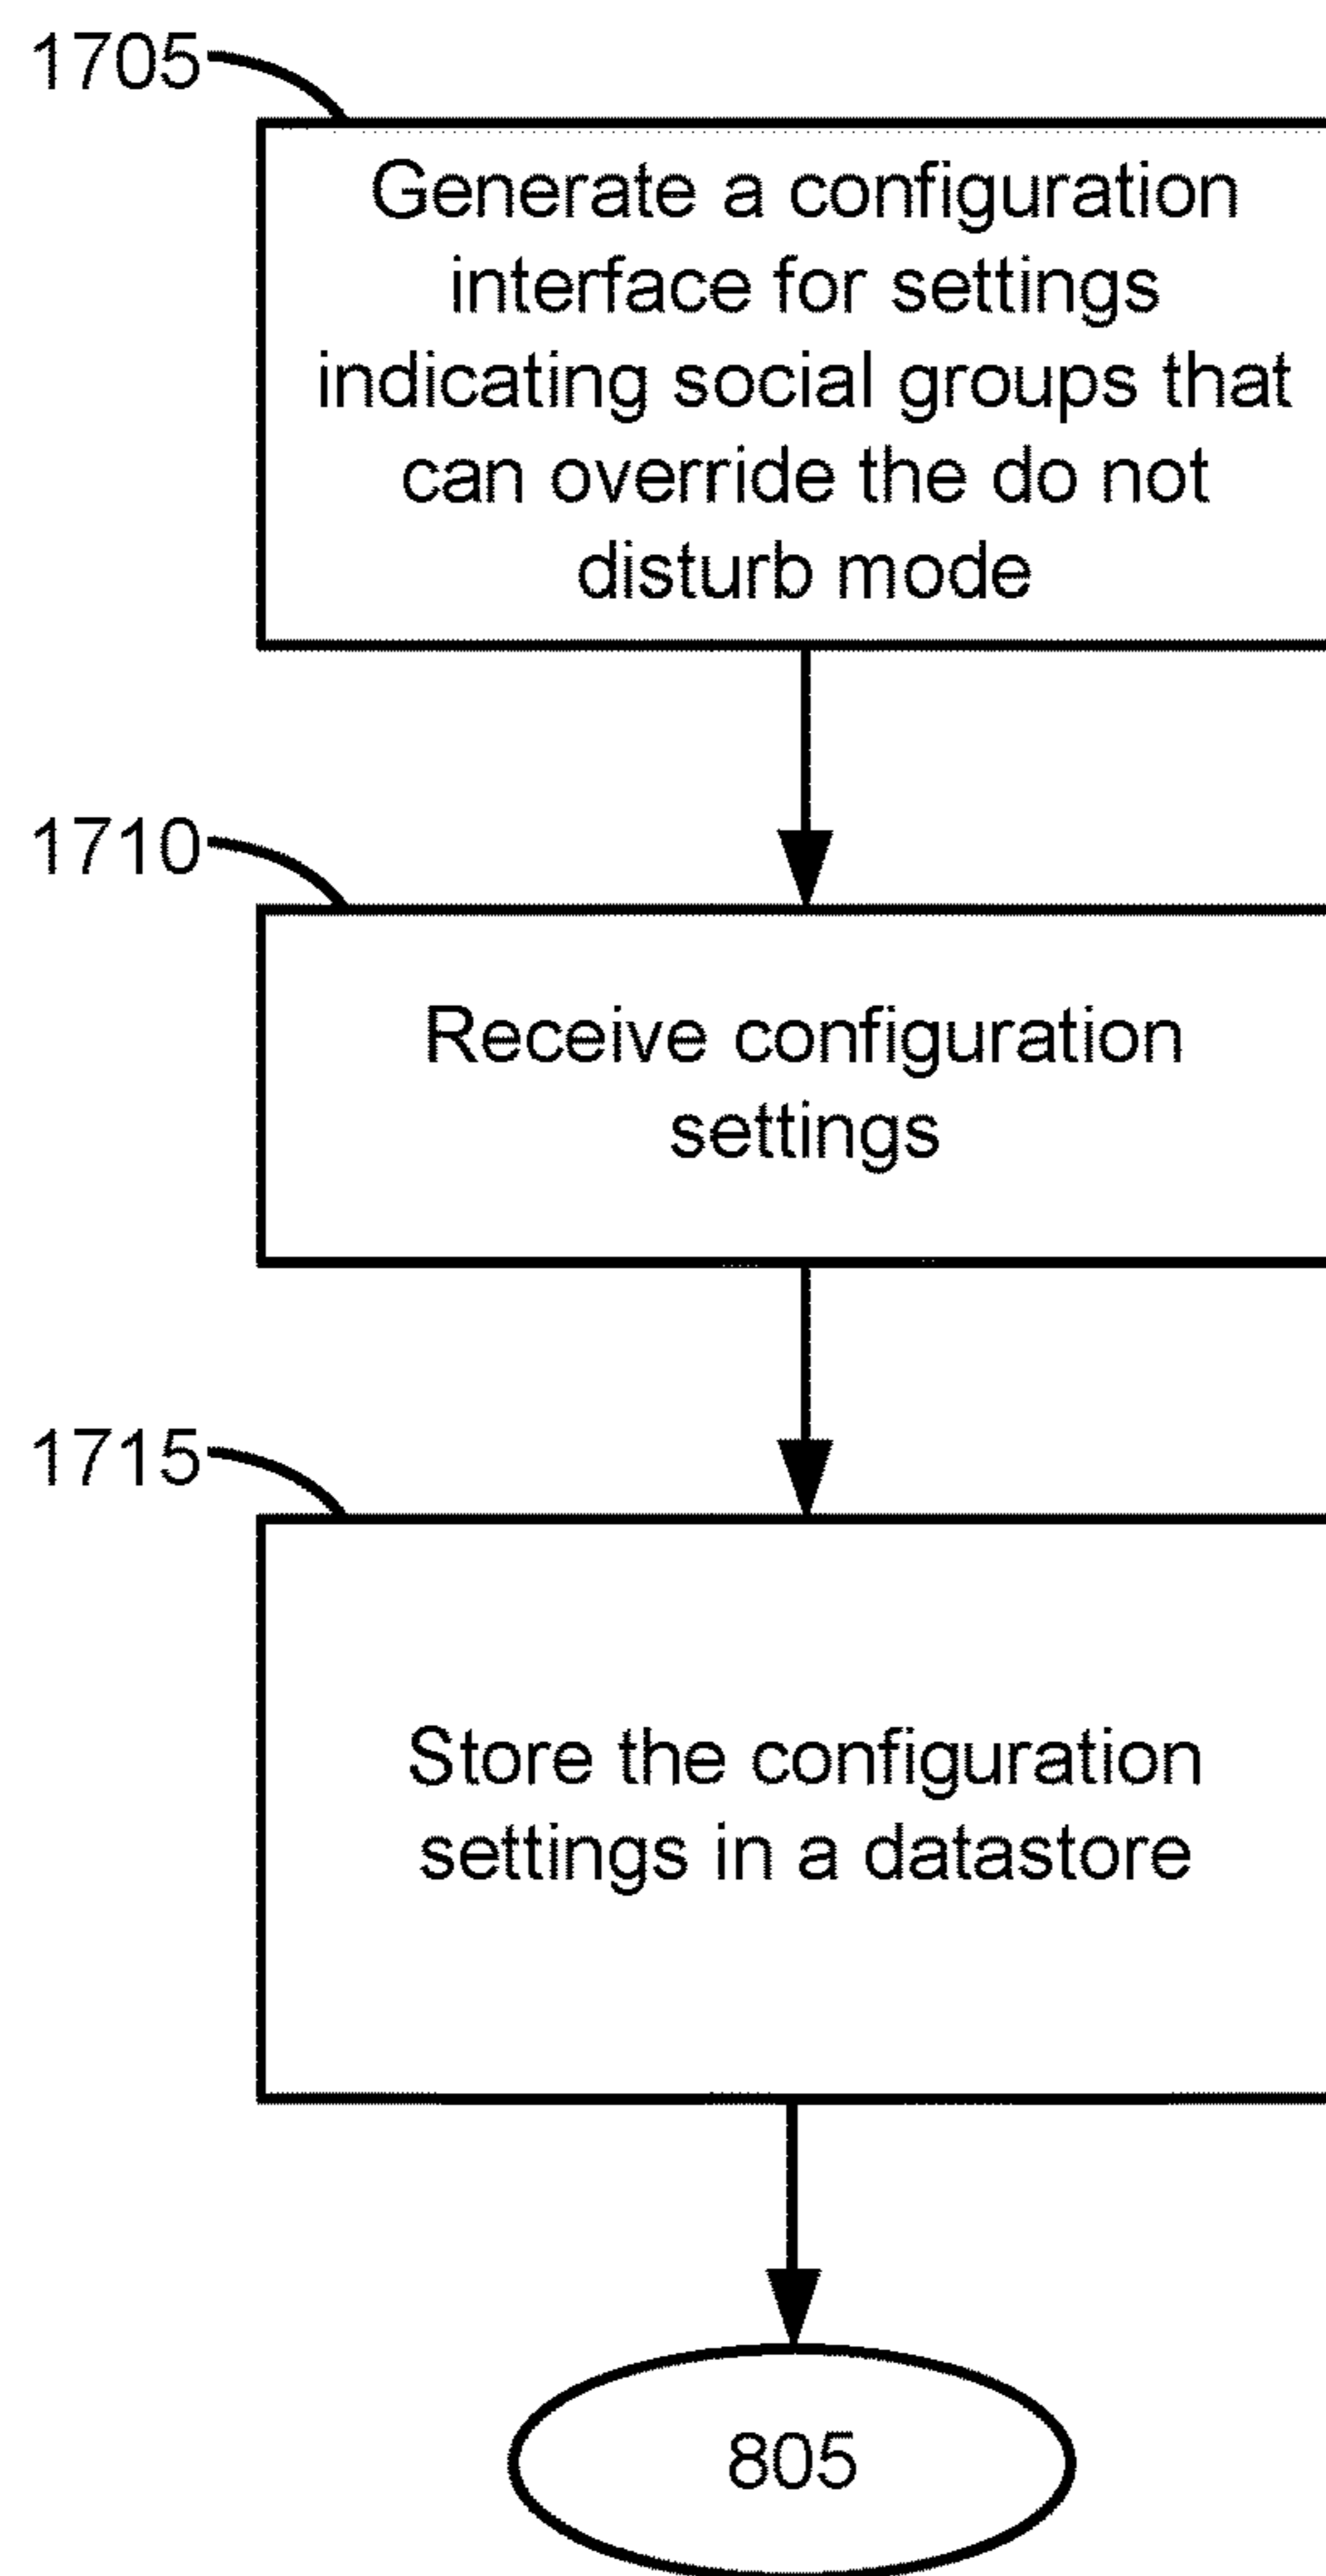 1705
Generate a configuration
interface for settings
indicating social groups that
can override the do not
disturb mode
1710
Receive configuration
settings
1715
Store the configuration
settings in a datastore
805